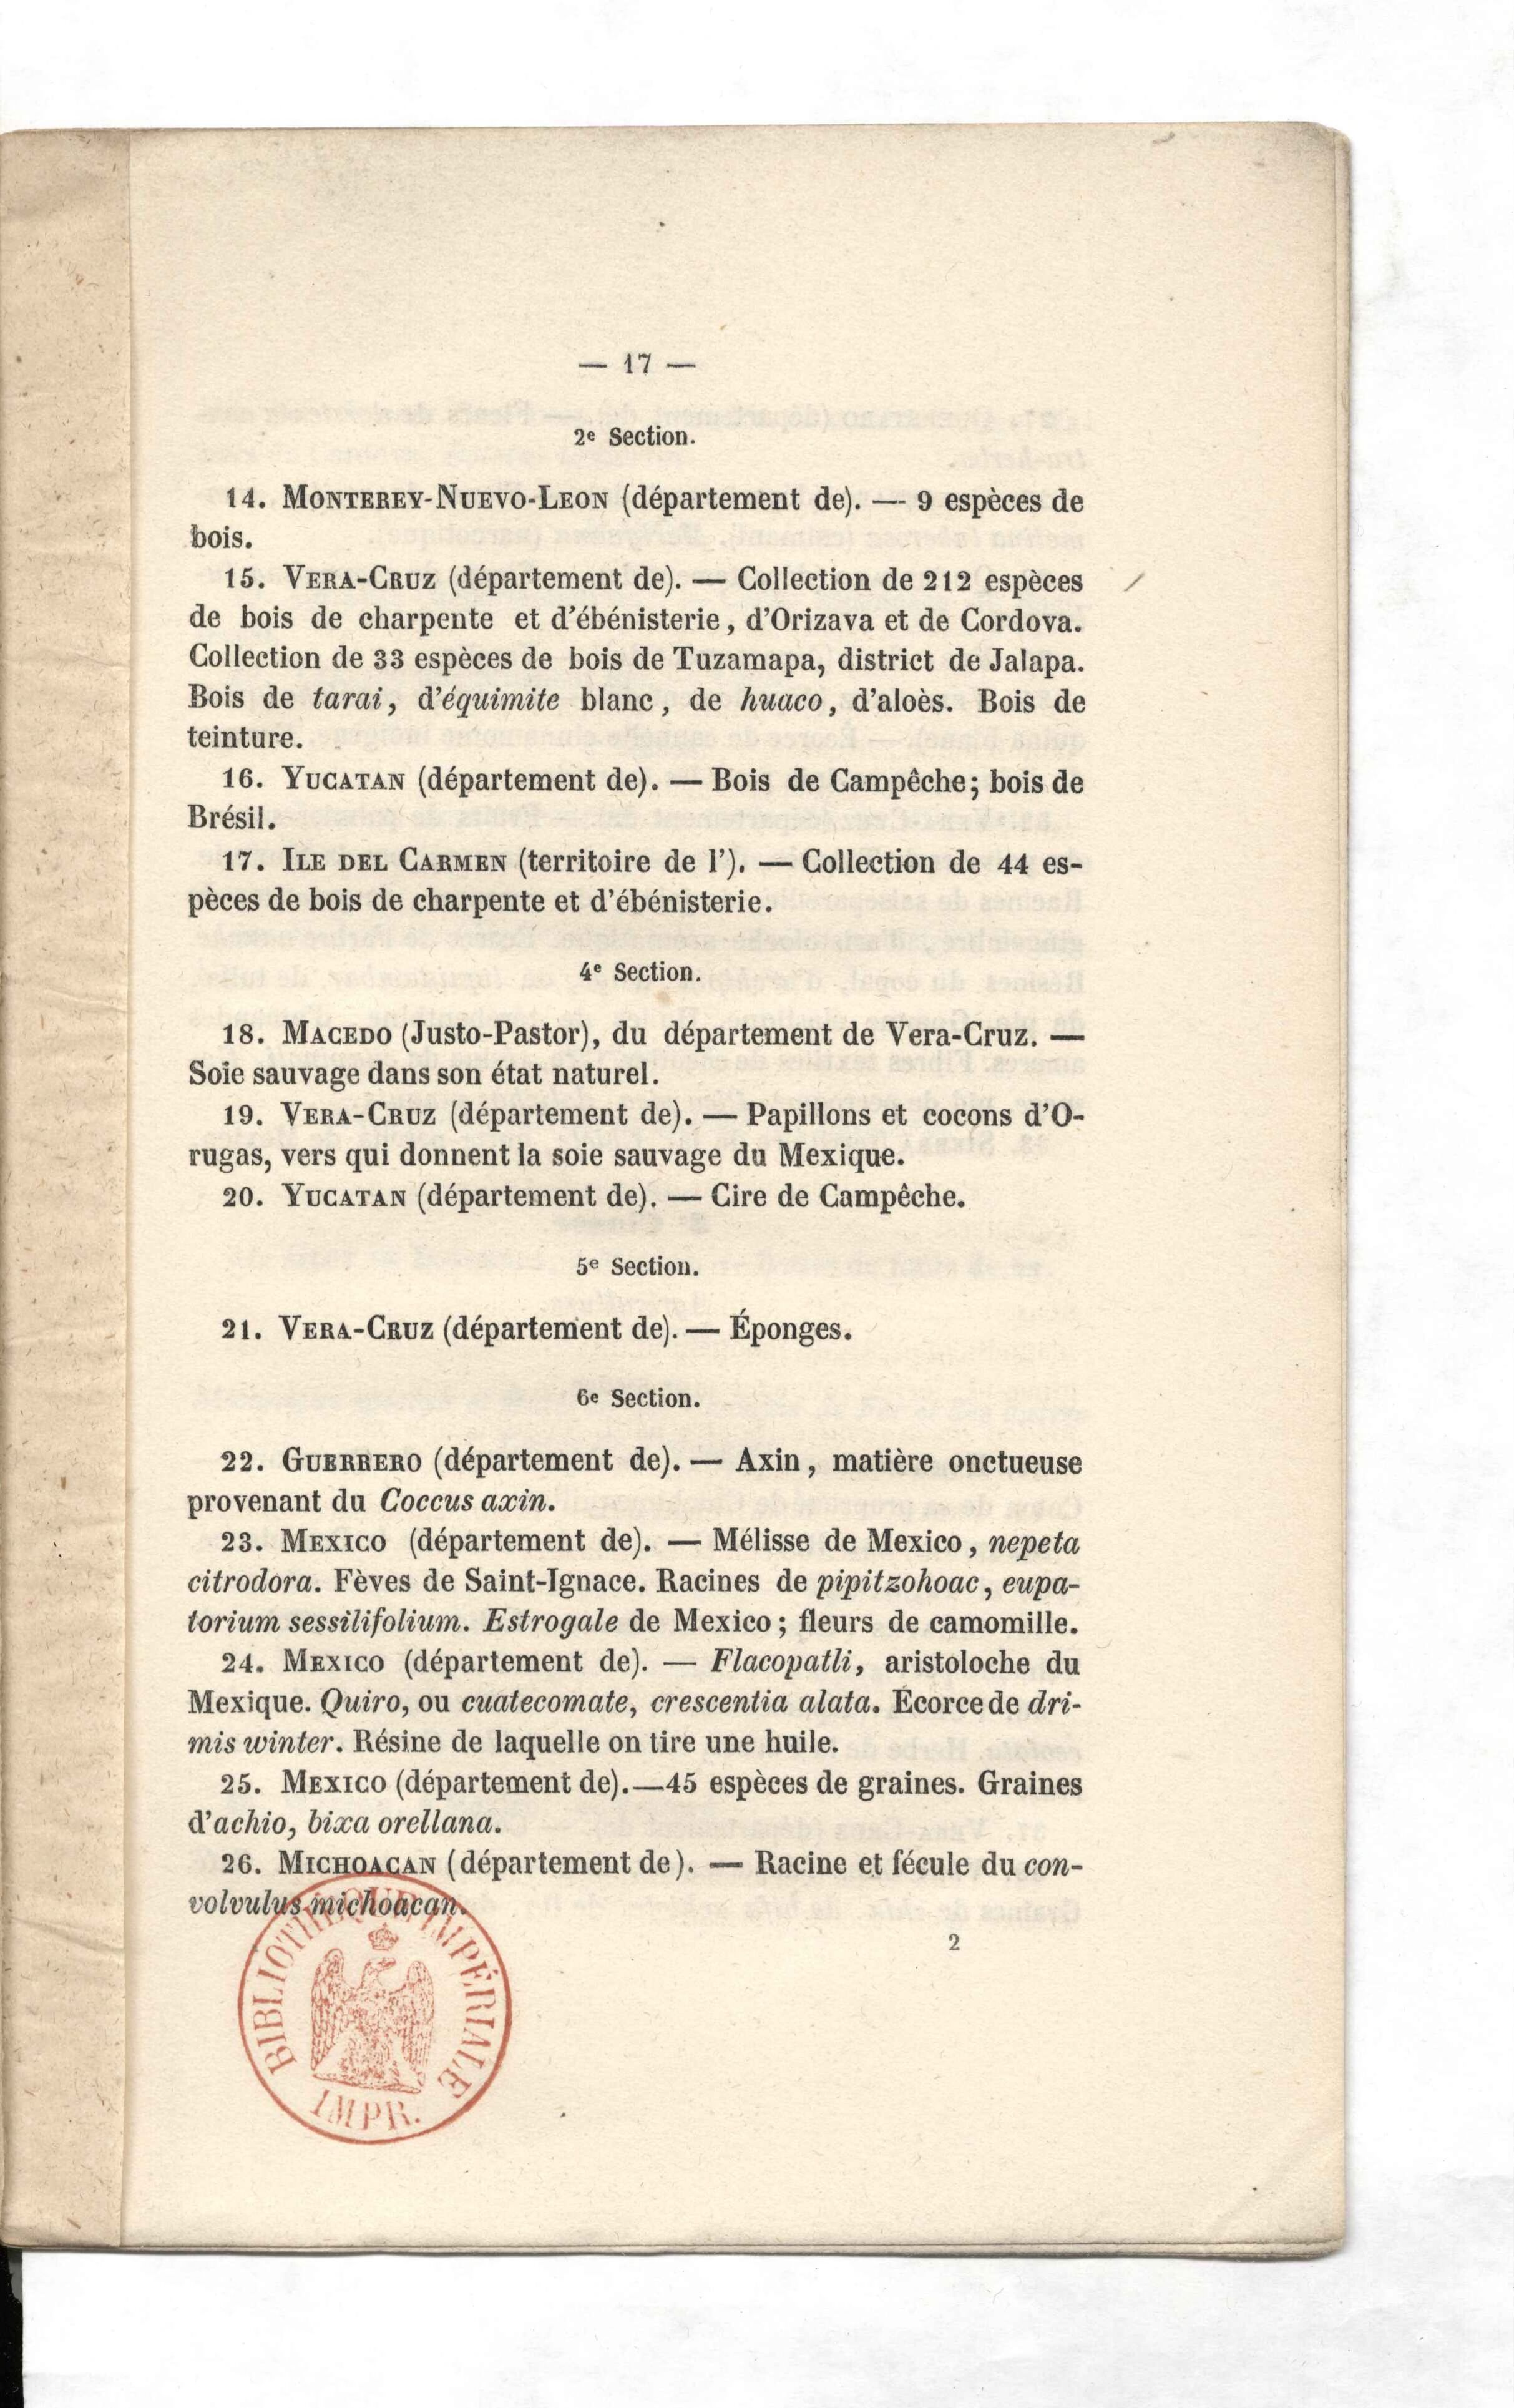 — 17 —
2e Section.
14. MONTEREY-NUEVO-LEON (département de). — 9 espèces de
bois.
15. VERA-CRUZ (département de). — Collection de 212 espèces
de bois de charpente et d'ébénisterie, d'Orizava et de Cordova.
Collection de 33 espèces de bois de Tuzamapa, district de Jalapa.
Bois de tarai, d'équimite blanc, de huaco, d'aloès. Bois de
teinture.
16. YUCATAN (département de). — Bois de Campêche; bois de
Brésil.
17. ILE DEL CARMEN (territoire de l'). — Collection de 44 es-
pèces de bois de charpente et d'ébénisterie.
4e Section.
18. MACEDO (Justo-Pastor), du département de Vera-Cruz. —
Soie sauvage dans son état naturel.
19. VERA-CRUZ (département de). — Papillons et cocons d'O-
rugas, vers qui donnent la soie sauvage du Mexique.
20. YUCATAN (département de). — Cire de Campêche.
5e Section.
21. VERA-CRUZ (département de). — Éponges.
6e Section.
22. GUERRERO (département de). — Axin, matière onctueuse
provenant du Coccus axin.
23. MEXICO (département de). — Mélisse de Mexico, nepeta
citrodora. Fèves de Saint-Ignace. Racines de pipitzohoac, eupa-
torium sessilifolium. Estrogale de Mexico; fleurs de camomille.
24. MEXICO (département de). — Flacopatli, aristoloche du
Mexique. Quiro, ou cuatecomate, crescentia alata. Écorce de dri-
mis winter. Résine de laquelle on tire une huile.
25. MEXICO (département de).—45 espèces de graines. Graines
d'achio, bixa orellana.
26. MICHOACAN (département de). — Racine et fécule du con-
volvulus michoacan.
2
BIBLIOTHÈQUE IMPÉRIALE
IMPR.